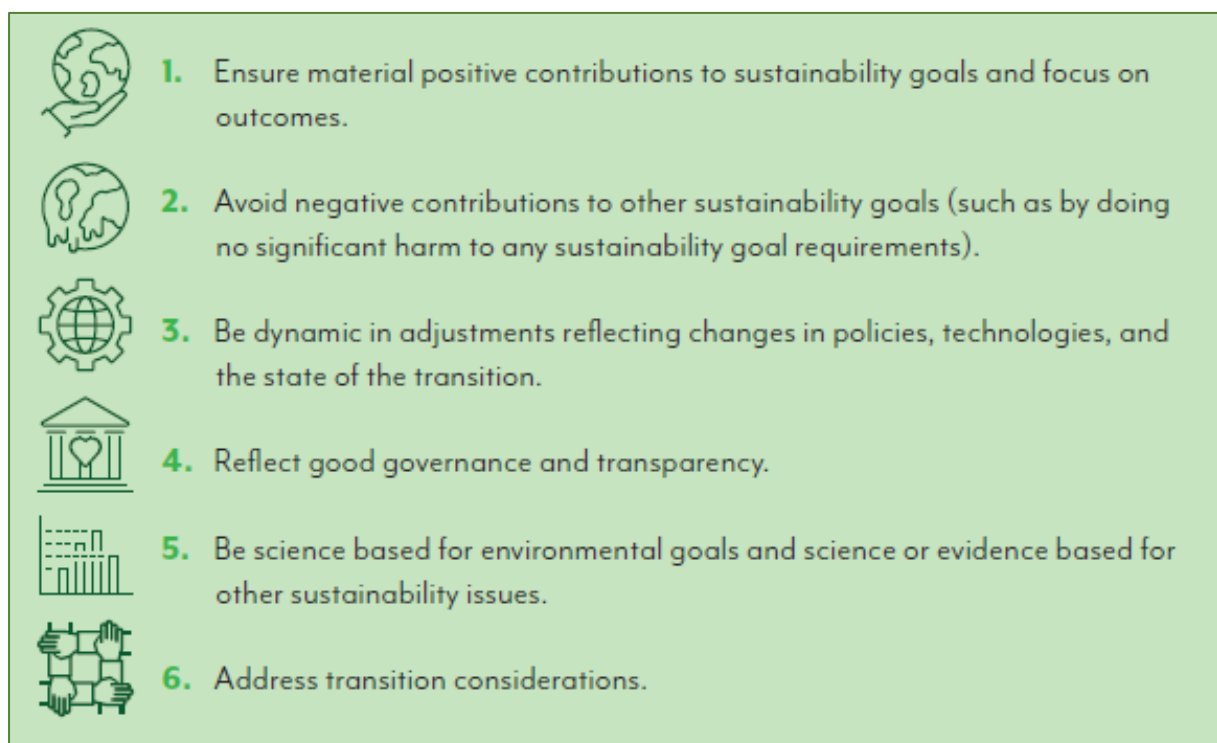 1. Ensure material positive contributions to sustainability goals and focus on
outcomes.
2. Avoid negative contributions to other sustainability goals (such as by doing
no significant harm to any sustainability goal requirements).
3. Be dynamic in adjustments reflecting changes in policies, technologies, and
the state of the transition.
4. Reflect good governance and transparency.
5. Be science based for environmental goals and science or evidence based for
other sustainability issues.
6. Address transition considerations.